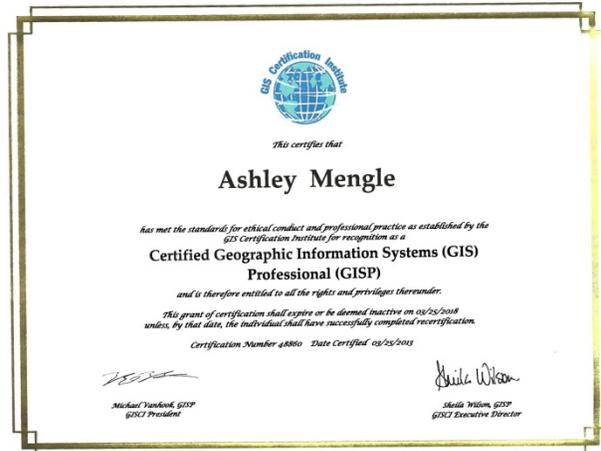 GIS Certification Institute
This certifies that
Ashley Mengle
has met the standards for ethical conduct and professional practice as established by the
GIS Certification Institute for recognition as a
Certified Geographic Information Systems (GIS)
Professional (GISP)
and is therefore entitled to all the rights and privileges thereunder.
This grant of certification shall expire or be deemed inactive on 03/25/2018
unless, by that date, the individual shall have successfully completed recertification.
Certification Number 48860 Date Certified 03/25/2013
Sheila Wilson
Michael Vanhook, GISP
GISCI President
Sheila Wilson, GISP
GISCI Executive Director